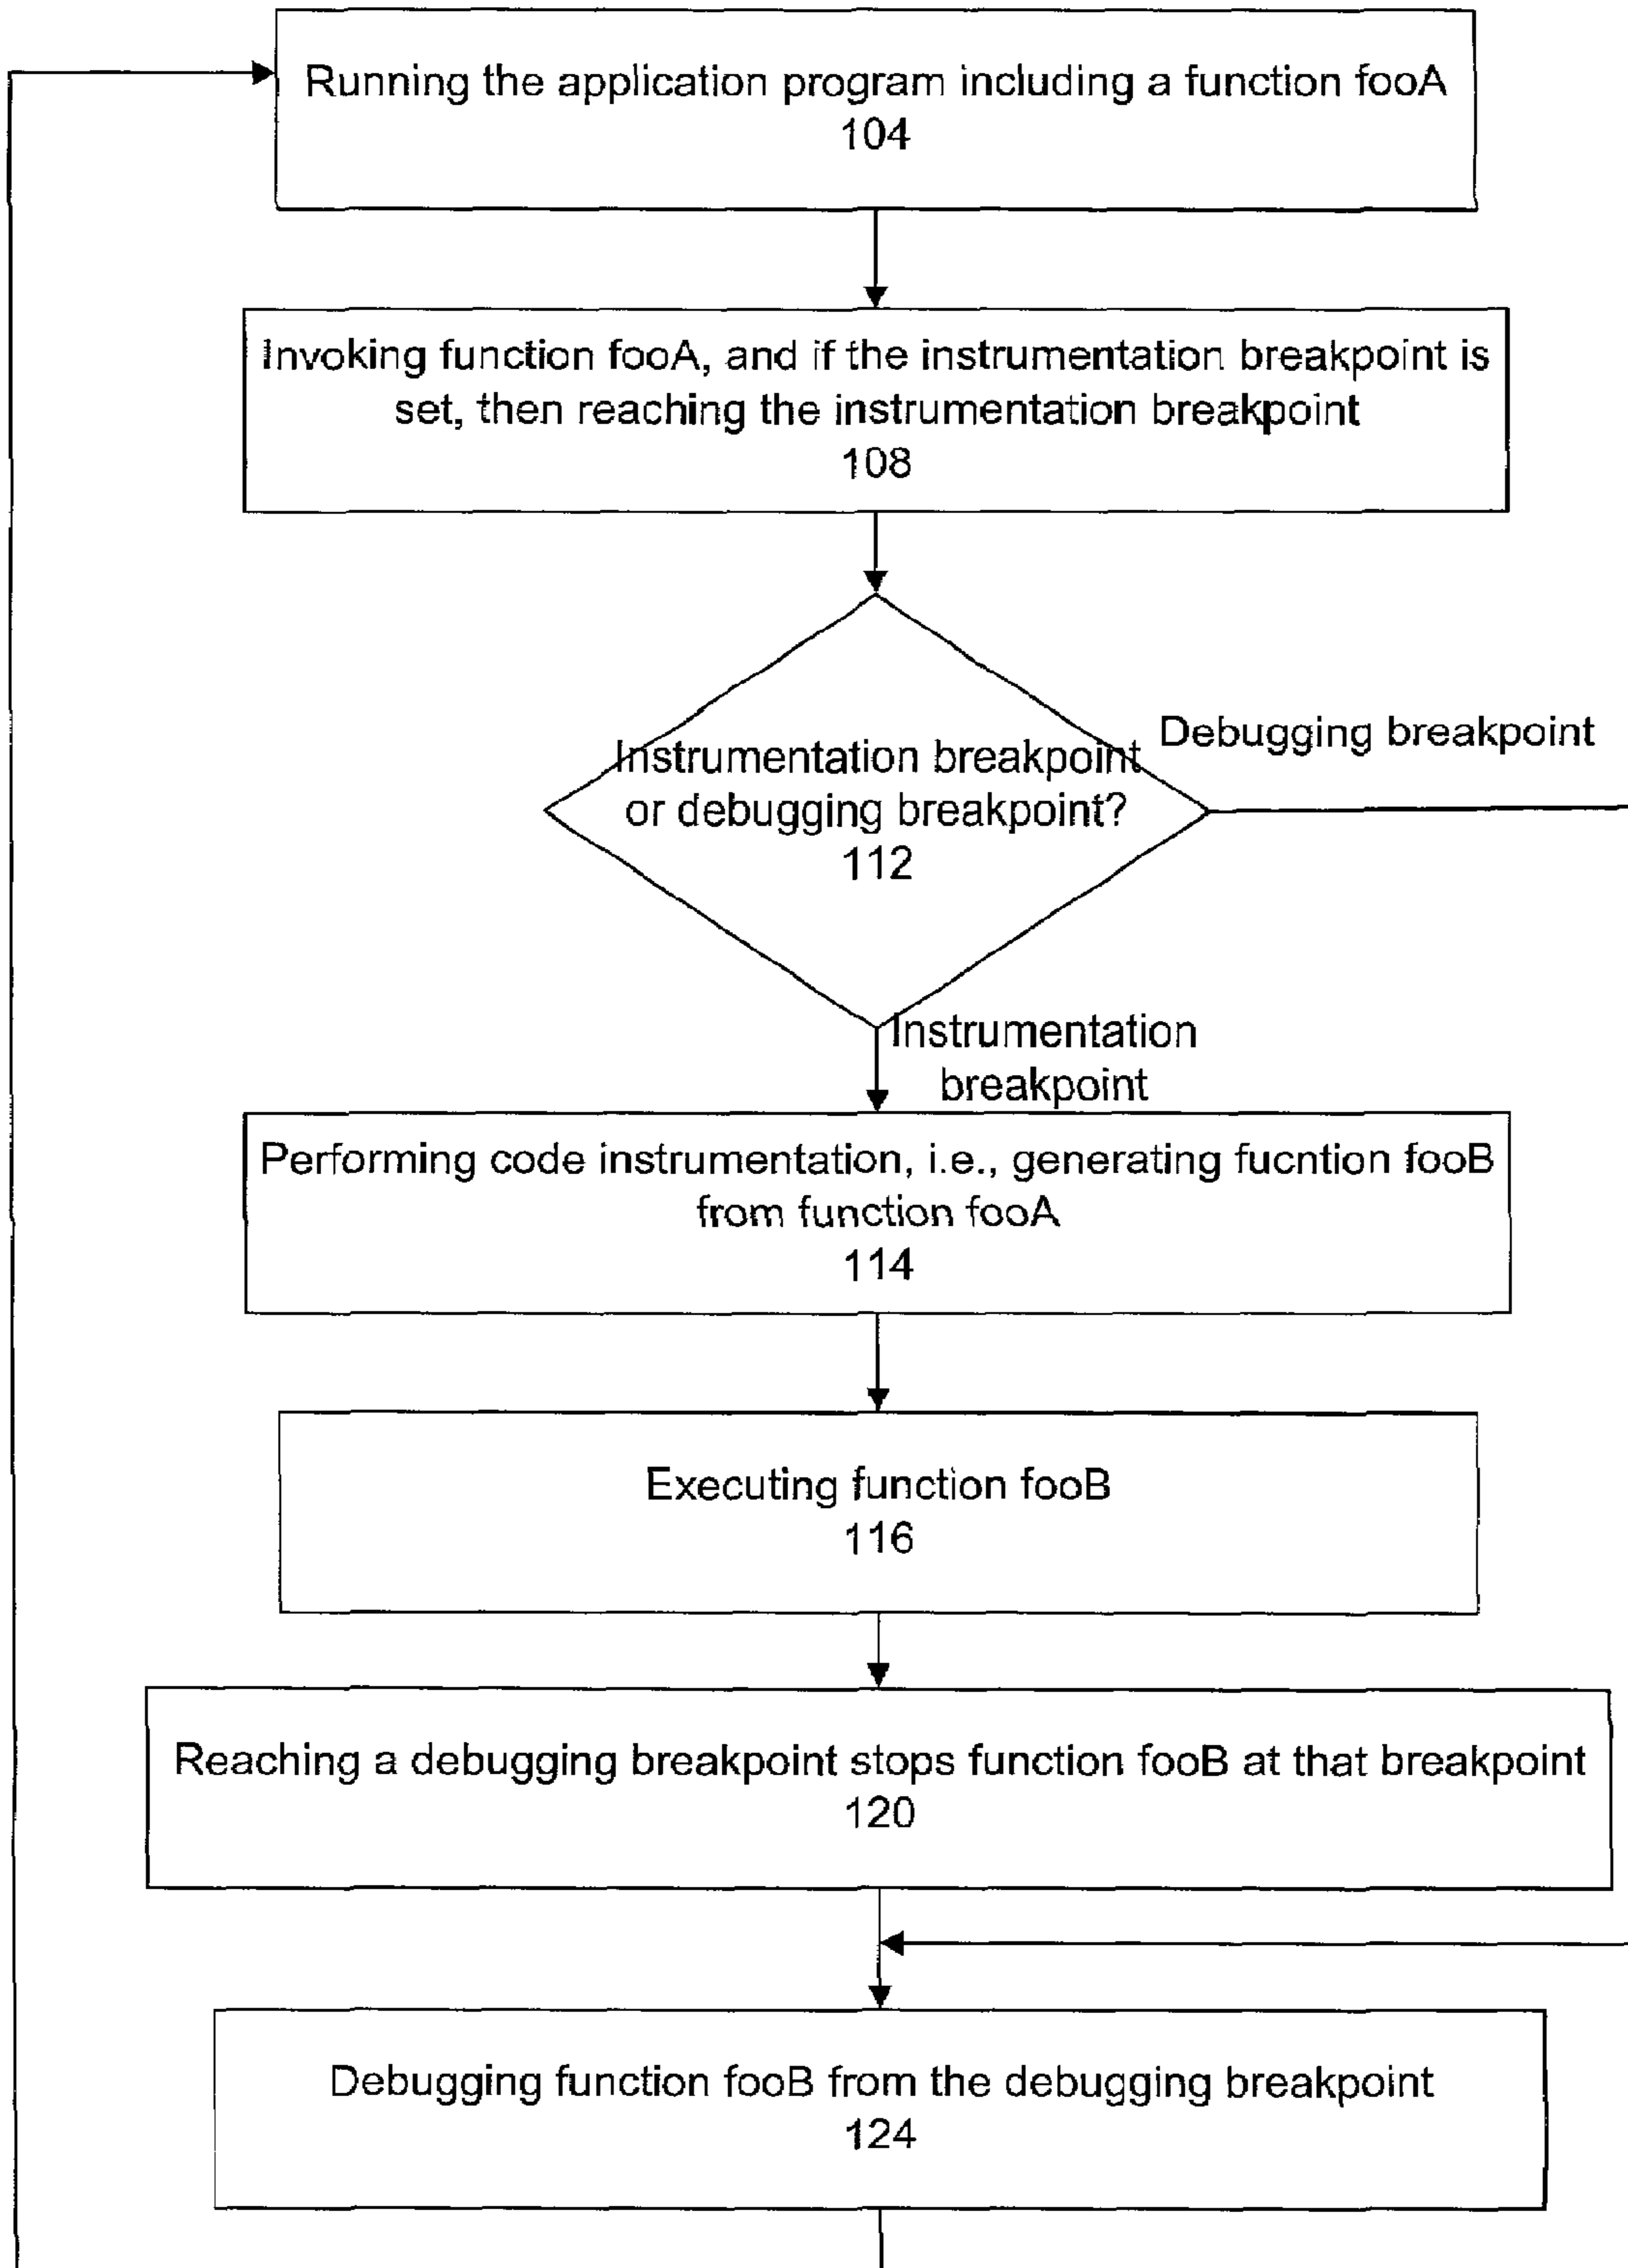 Running the application program including a function fooA
104
Invoking function fooA, and if the instrumentation breakpoint is
set, then reaching the instrumentation breakpoint
108
Instrumentation breakpoint
or debugging breakpoint?
112
Debugging breakpoint
Instrumentation
breakpoint
Performing code instrumentation, i.e., generating fucntion fooB
from function fooA
114
Executing function fooB
116
Reaching a debugging breakpoint stops function fooB at that breakpoint
120
Debugging function fooB from the debugging breakpoint
124